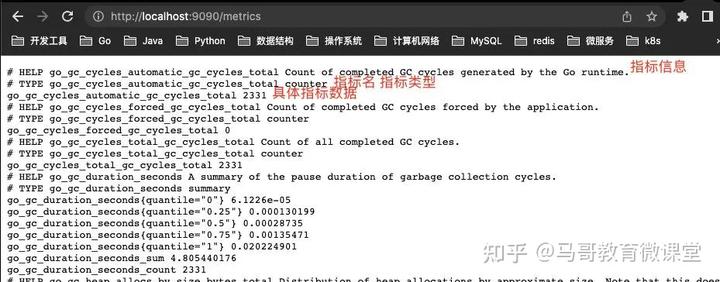 http://localhost:9090/metrics
开发工具 Go Java Python 数据结构 操作系统 计算机网络 MySQL redis 微服务 k8s
# HELP go_gc_cycles_automatic_gc_cycles_total Count of completed GC cycles generated by the Go runtime. 指标信息
# TYPE go_gc_cycles_automatic_gc_cycles_total counter 指标名 指标类型
go_gc_cycles_automatic_gc_cycles_total 2331 具体指标数据
# HELP go_gc_cycles_forced_gc_cycles_total Count of completed GC cycles forced by the application.
# TYPE go_gc_cycles_forced_gc_cycles_total counter
go_gc_cycles_forced_gc_cycles_total 0
# HELP go_gc_cycles_total_gc_cycles_total Count of all completed GC cycles.
# TYPE go_gc_cycles_total_gc_cycles_total counter
go_gc_cycles_total_gc_cycles_total 2331
# HELP go_gc_duration_seconds A summary of the pause duration of garbage collection cycles.
# TYPE go_gc_duration_seconds summary
go_gc_duration_seconds{quantile="0"} 6.1226e-05
go_gc_duration_seconds{quantile="0.25"} 0.000130199
go_gc_duration_seconds{quantile="0.5"} 0.00028735
go_gc_duration_seconds{quantile="0.75"} 0.00135471
go_gc_duration_seconds{quantile="1"} 0.020224901
go_gc_duration_seconds_sum 4.805440176
go_gc_duration_seconds_count 2331
知乎 @马哥教育微课堂
# HELP go_gc_heap_allocs_by_size_bytes_total Distribution of heap allocations by approximate size. Note that this does